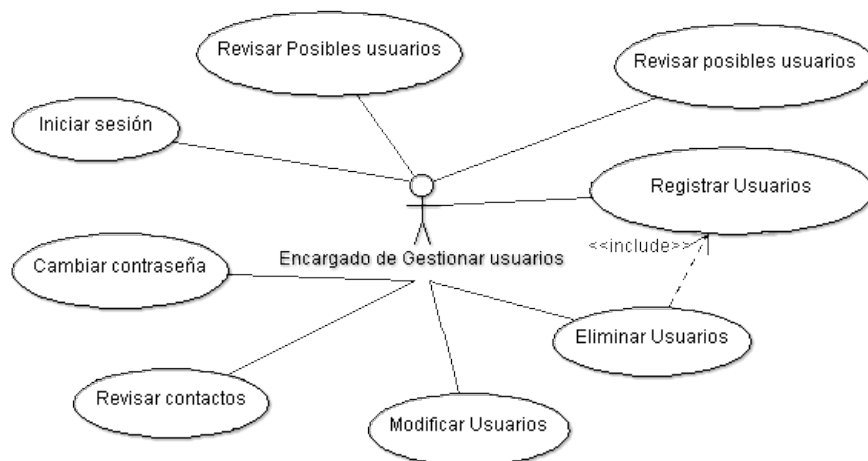 Revisar Posibles usuarios
Revisar posibles usuarios
Iniciar sesión
Registrar Usuarios
<<include>>
Encargado de Gestionar usuarios
Cambiar contraseña
Eliminar Usuarios
Revisar contactos
Modificar Usuarios